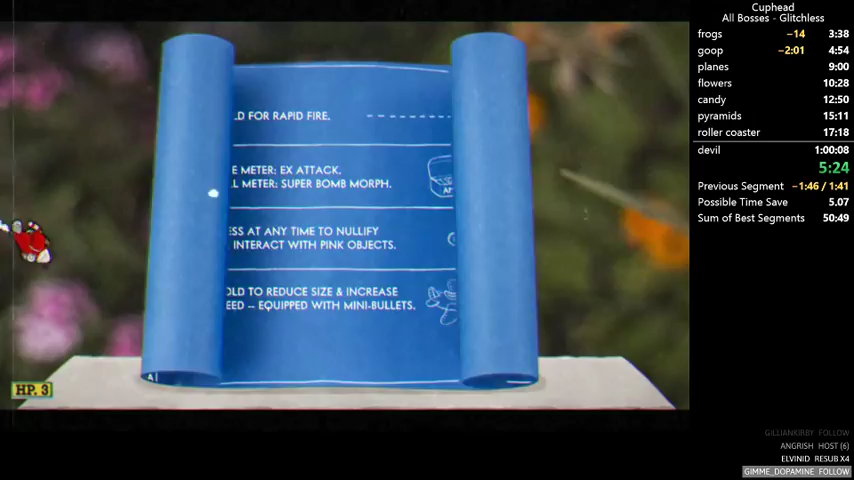 Cuphead
All Bosses - Glitchless
frogs -14 3:38
goop -2:01 4:54
planes 9:00
flowers 10:28
candy 12:50
pyramids 15:11
roller coaster 17:18
devil 1:00:08
5:24
Previous Segment -1:46 / 1:41
Possible Time Save 5.07
Sum of Best Segments 50:49
LD FOR RAPID FIRE.
E METER: EX ATTACK.
LL METER: SUPER BOMB MORPH.
ESS AT ANY TIME TO NULLIFY
INTERACT WITH PINK OBJECTS.
OLD TO REDUCE SIZE & INCREASE
EED -- EQUIPPED WITH MINI-BULLETS.
HP. 3
GILLIANKIRBY FOLLOW
ANGRISH HOST (6)
ELVINID RESUB X4
GIMME_DOPAMINE FOLLOW